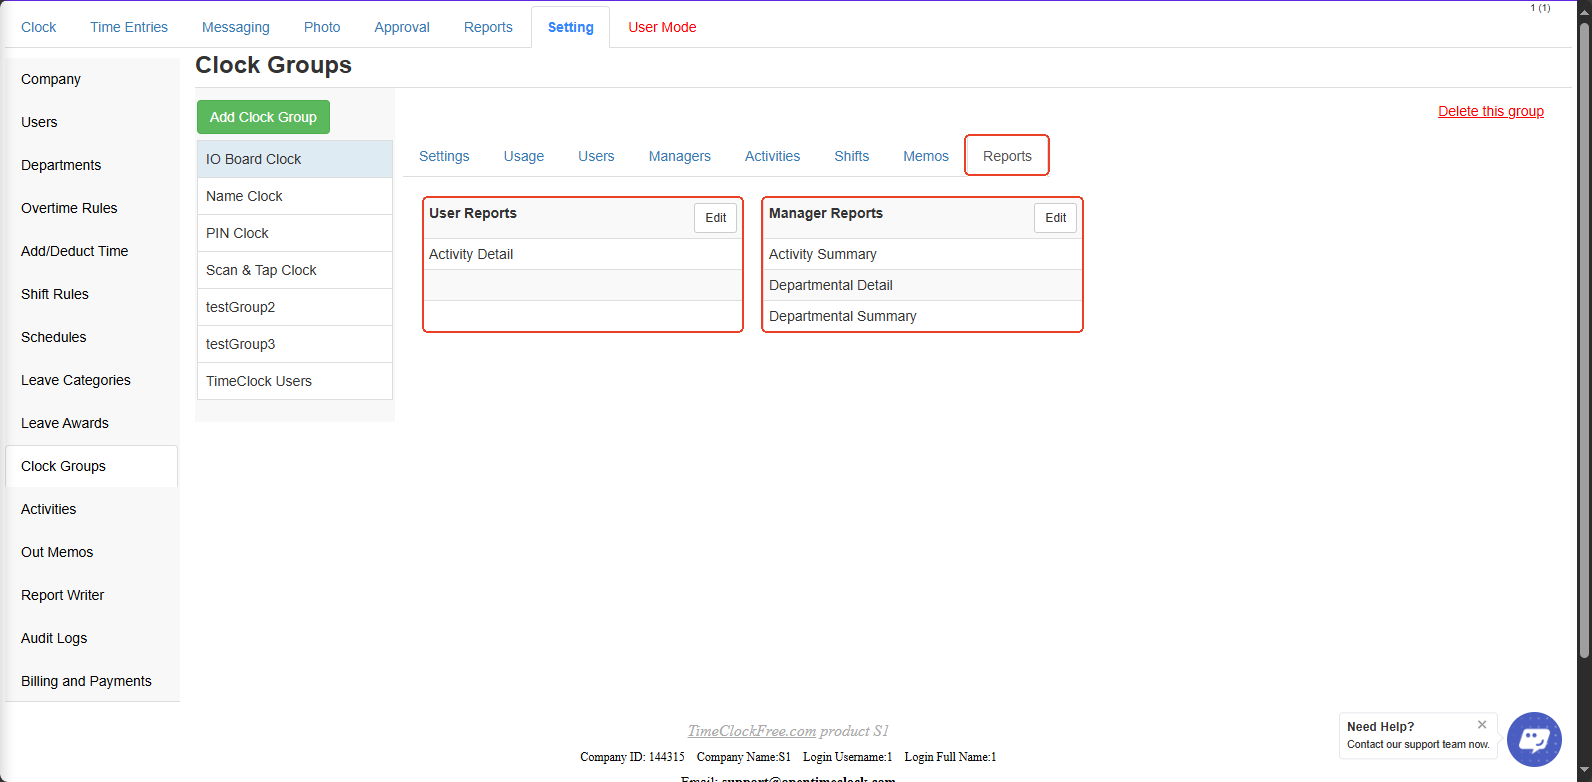 1 (1)
Clock Time Entries Messaging Photo Approval Reports Setting User Mode
Company
Users
Departments
Overtime Rules
Add/Deduct Time
Shift Rules
Schedules
Leave Categories
Leave Awards
Clock Groups
Activities
Out Memos
Report Writer
Audit Logs
Billing and Payments
Clock Groups
Add Clock Group
IO Board Clock
Name Clock
PIN Clock
Scan & Tap Clock
testGroup2
testGroup3
TimeClock Users
Delete this group
Settings Usage Users Managers Activities Shifts Memos Reports
User Reports Edit
Activity Detail
Manager Reports Edit
Activity Summary
Departmental Detail
Departmental Summary
TimeClockFree.com product S1
Company ID: 144315 Company Name:S1 Login Username:1 Login Full Name:1
Email: support@opentimeclock.com
Need Help?
Contact our support team now.